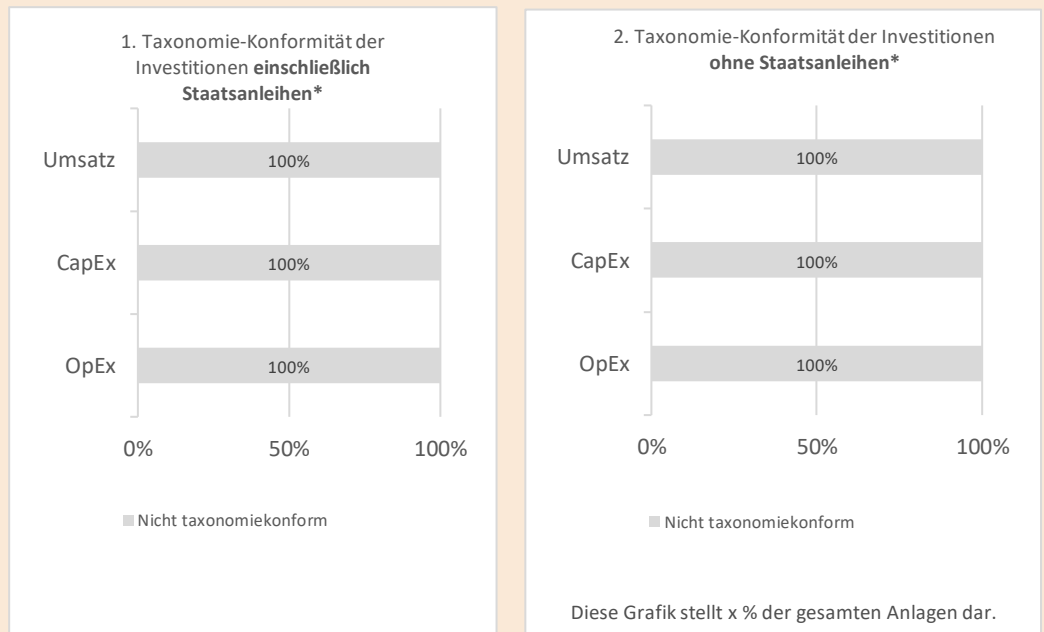 1. Taxonomie-Konformität der
Investitionen einschließlich
Staatsanleihen*
Umsatz
100%
CapEx
100%
OpEx
100%
0% 50% 100%
Nicht taxonomiekonform
2. Taxonomie-Konformität der Investitionen
ohne Staatsanleihen*
Umsatz
100%
CapEx
100%
OpEx
100%
0% 50% 100%
Nicht taxonomiekonform
Diese Grafik stellt x % der gesamten Anlagen dar.